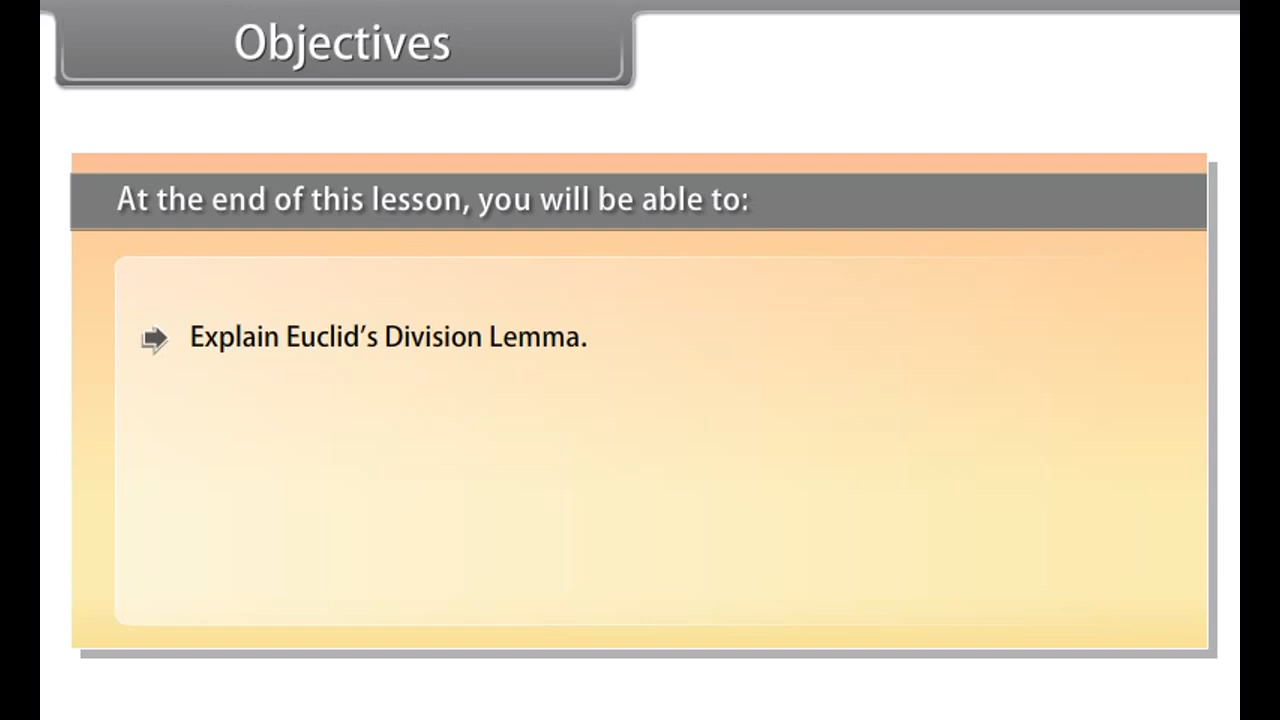 Objectives
At the end of this lesson, you will be able to:
Explain Euclid’s Division Lemma.